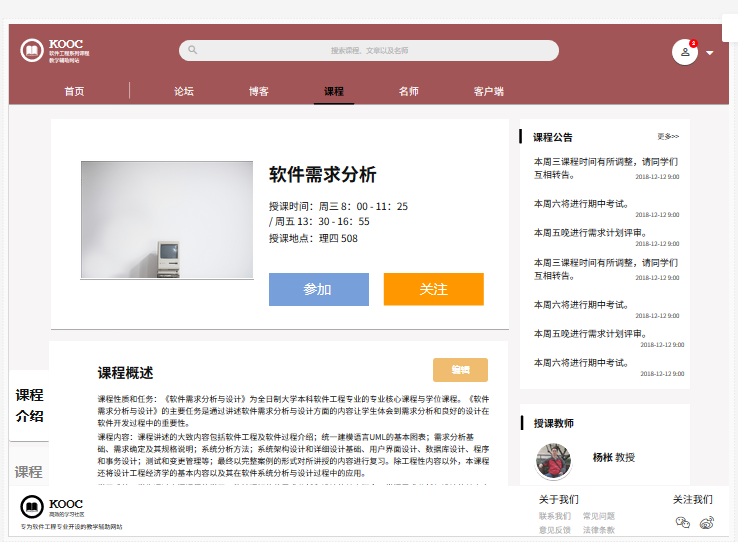 KOOC
软件工程系列课程
教学辅助网站
搜索课程、文章以及名师
2
首页
论坛
博客
课程
名师
客户端
软件需求分析
授课时间：周三 8：00 - 11：25
/ 周五 13：30 - 16：55
授课地点：理四 508
参加
关注
课程公告
更多>>
本周三课程时间有所调整，请同学们
互相转告。
2018-12-12 9:00
本周六将进行期中考试。
2018-12-12 9:00
本周五晚进行需求计划评审。
2018-12-12 9:00
本周三课程时间有所调整，请同学们
互相转告。
2018-12-12 9:00
本周六将进行期中考试。
2018-12-12 9:00
本周五晚进行需求计划评审。
2018-12-12 9:00
本周六将进行期中考试。
2018-12-12 9:00
课程
介绍
课程
课程概述
编辑
课程性质和任务：《软件需求分析与设计》为全日制大学本科软件工程专业的专业核心课程与学位课程。《软件
需求分析与设计》的主要任务是通过讲述软件需求分析与设计方面的内容让学生体会到需求分析和良好的设计在
软件开发过程中的重要性。
课程内容：课程讲述的大致内容包括软件工程及软件过程介绍；统一建模语言UML的基本图表；需求分析基
础、需求确定及其规格说明；系统分析方法；系统架构设计和详细设计基础、用户界面设计、数据库设计、程序
和事务设计；测试和变更管理等；最终以完整案例的形式对所讲授的内容进行复习。除工程性内容以外，本课程
还将设计工程经济学的基本内容以及其在软件系统分析与设计过程中的应用。
授课教师
杨枨 教授
KOOC
简洁的学习社区
专为软件工程专业开设的教学辅助网站
关于我们
联系我们
常见问题
意见反馈
法律条款
关注我们